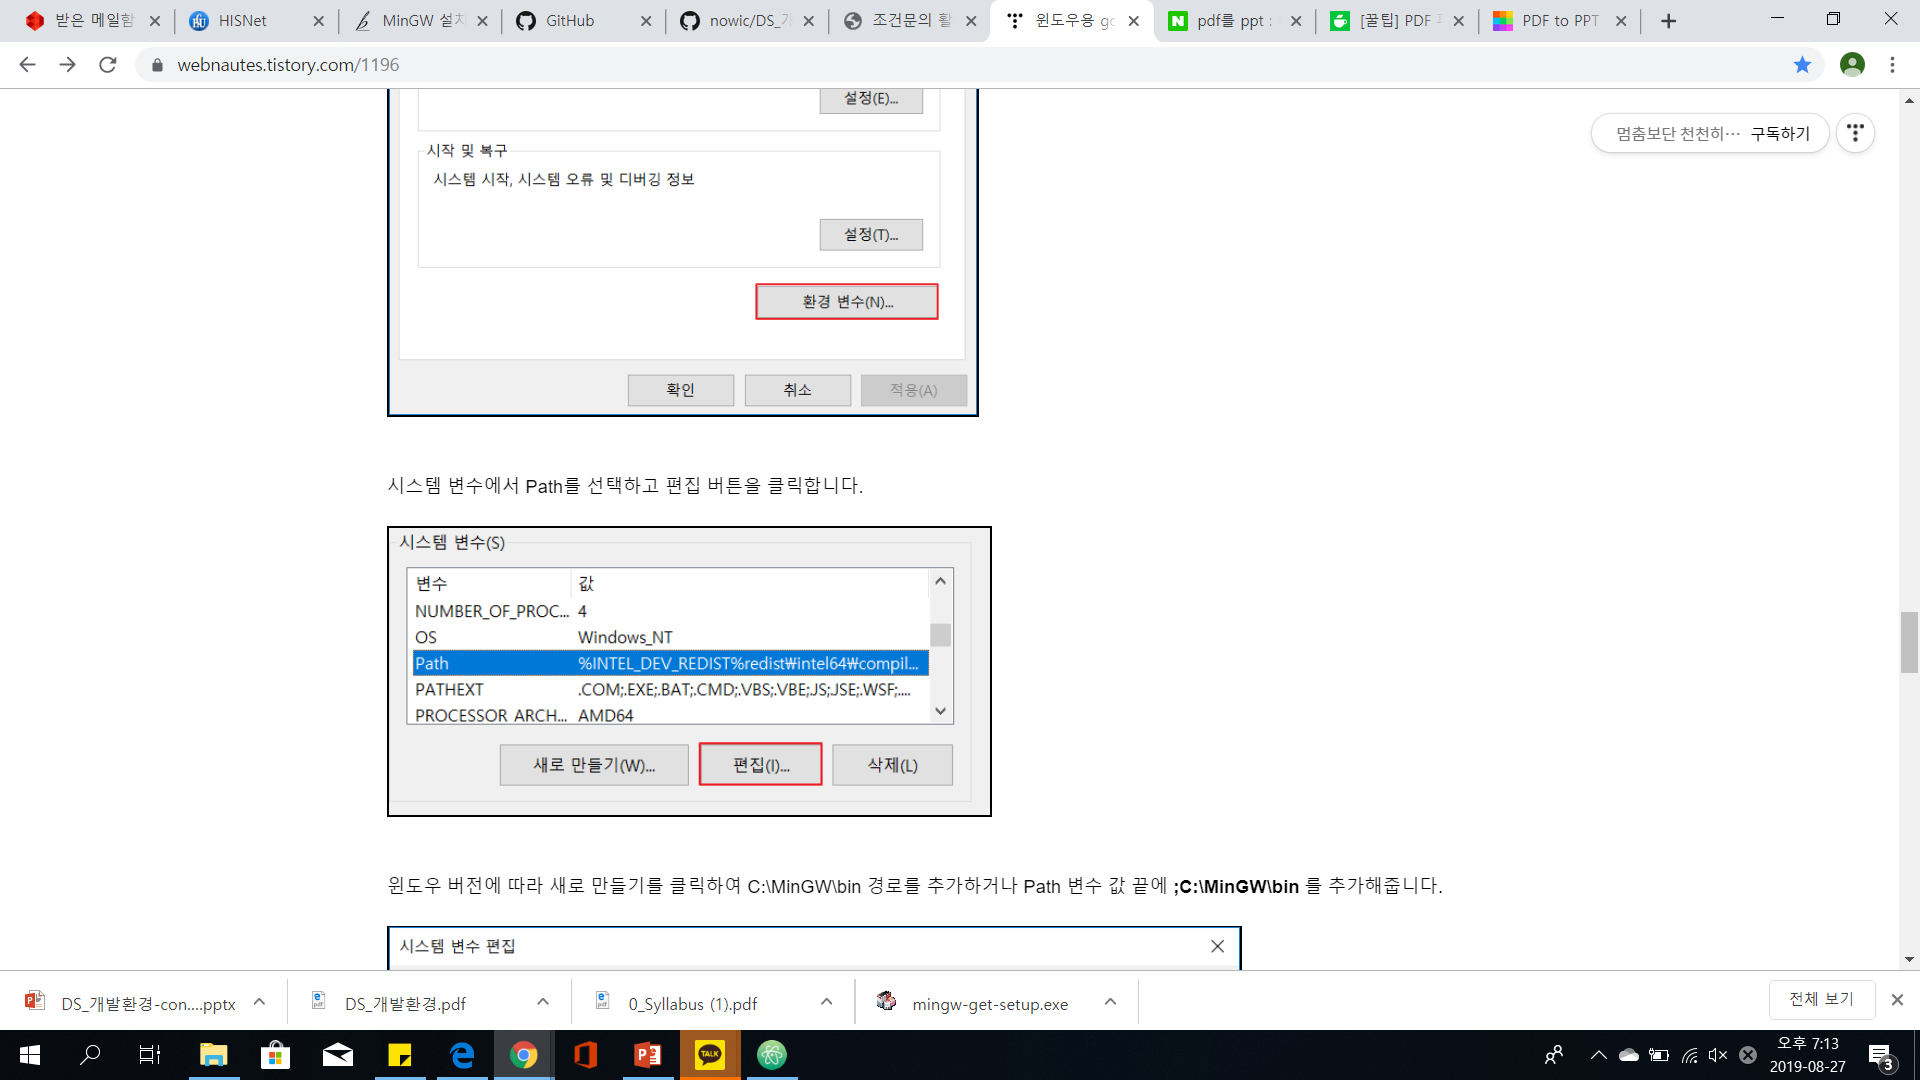 받은 메일함
HISNet
MinGW 설치
GitHub
nowic/DS_개
조건문의 활
윈도우용 gc
pdf를 ppt :
[꿀팁] PDF
PDF to PPT
webnautes.tistory.com/1196
설정(E)...
멈춤보단 천천히··· 구독하기
시작 및 복구
시스템 시작, 시스템 오류 및 디버깅 정보
설정(T)...
환경 변수(N)...
확인
취소
적용(A)
시스템 변수에서 Path를 선택하고 편집 버튼을 클릭합니다.
시스템 변수(S)
변수 값
NUMBER_OF_PROC... 4
OS Windows_NT
Path %INTEL_DEV_REDIST%redist₩intel64₩compil...
PATHEXT .COM;.EXE;.BAT;.CMD;.VBS;.VBE;.JS;.JSE;.WSF;....
PROCESSOR_ARCH... AMD64
새로 만들기(W)...
편집(I)...
삭제(L)
윈도우 버전에 따라 새로 만들기를 클릭하여 C:\MinGW\bin 경로를 추가하거나 Path 변수 값 끝에 ;C:\MinGW\bin 를 추가해줍니다.
시스템 변수 편집
DS_개발환경-con....pptx
DS_개발환경.pdf
0_Syllabus (1).pdf
mingw-get-setup.exe
전체 보기
TALK
오후 7:13
2019-08-27
3